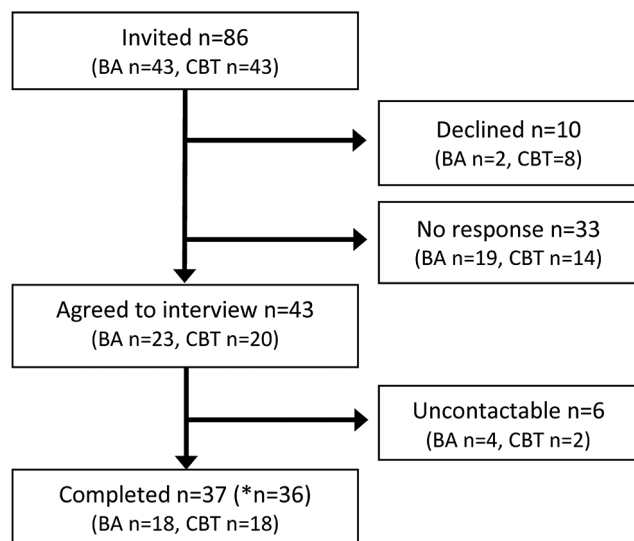 Invited n=86
(BA n=43, CBT n=43)
Declined n=10
(BA n=2, CBT=8)
No response n=33
(BA n=19, CBT n=14)
Agreed to interview n=43
(BA n=23, CBT n=20)
Uncontactable n=6
(BA n=4, CBT n=2)
Completed n=37 (*n=36)
(BA n=18, CBT n=18)